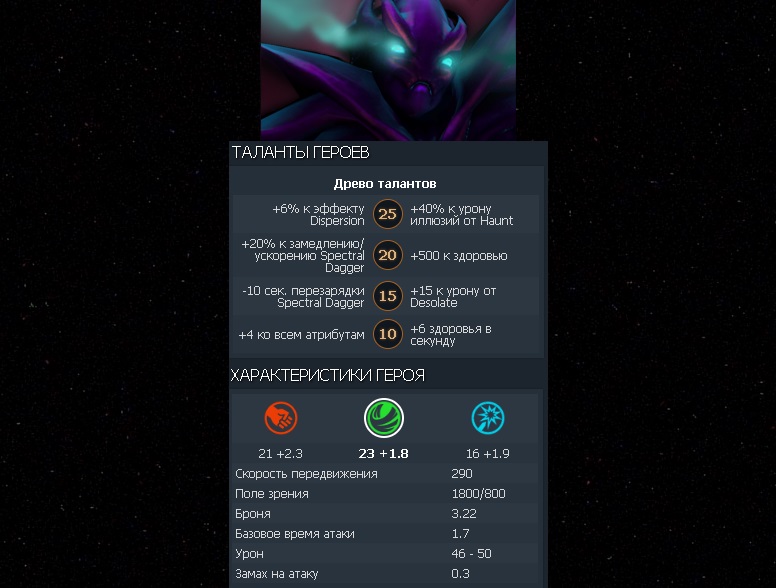 ТАЛАНТЫ ГЕРОЕВ
Древо талантов
+6% к эффекту
Dispersion
25
+40% к урону
иллюзий от Haunt
+20% к замедлению/
ускорению Spectral
Dagger
20
+500 к здоровью
-10 сек. перезарядки
Spectral Dagger
15
+15 к урону от
Desolate
+4 ко всем атрибутам
10
+6 здоровья в
секунду
ХАРАКТЕРИСТИКИ ГЕРОЯ
21 +2.3 23 +1.8 16 +1.9
Скорость передвижения 290
Поле зрения 1800/800
Броня 3.22
Базовое время атаки 1.7
Урон 46 - 50
Замах на атаку 0.3